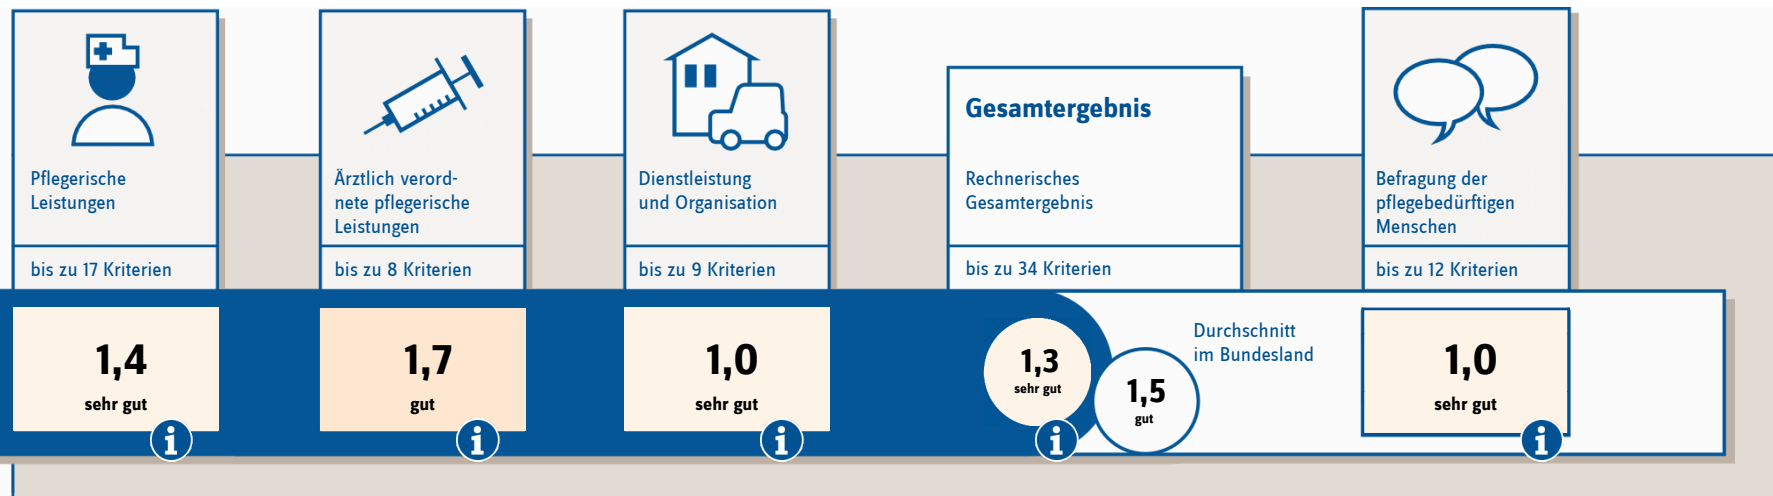 Pflegerische
Leistungen
bis zu 17 Kriterien
1,4
sehr gut
i
Ärztlich verord-
nete pflegerische
Leistungen
bis zu 8 Kriterien
1,7
gut
i
Dienstleistung
und Organisation
bis zu 9 Kriterien
1,0
sehr gut
i
Gesamtergebnis
Rechnerisches
Gesamtergebnis
bis zu 34 Kriterien
1,3
sehr gut
i
1,5
gut
Durchschnitt
im Bundesland
Befragung der
pflegebedürftigen
Menschen
bis zu 12 Kriterien
1,0
sehr gut
i